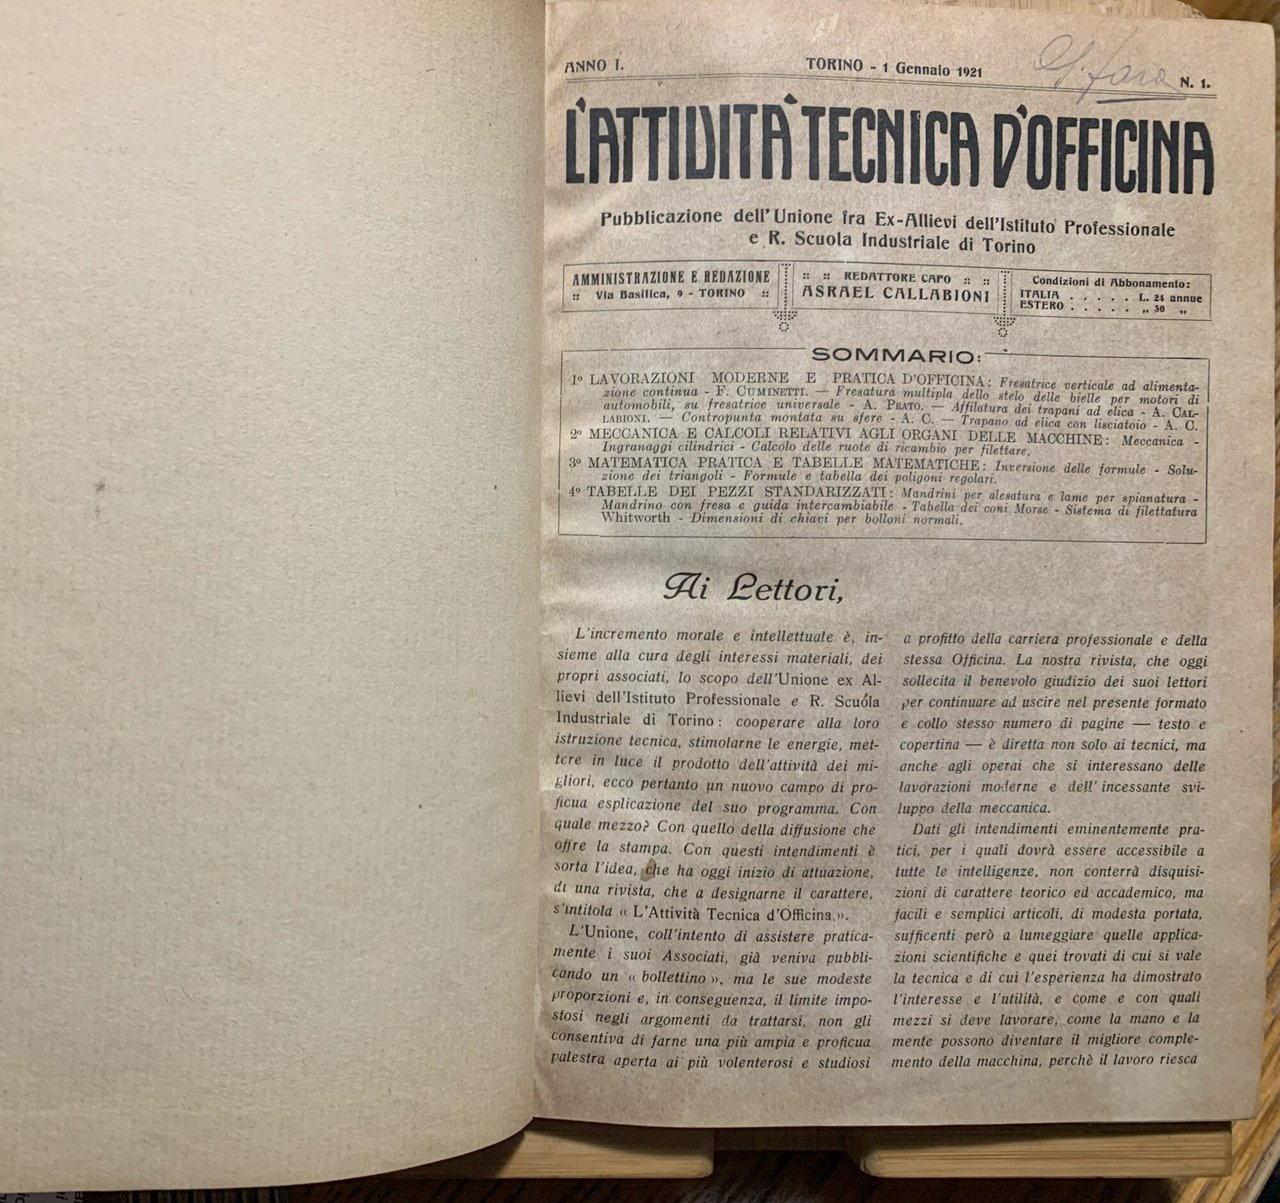 ANNO I.
TORINO - 1 Gennaio 1921
N. 1.
L'ATTIVITÀ TECNICA D'OFFICINA
Pubblicazione dell'Unione fra Ex-Allievi dell'Istituto Professionale
e R. Scuola Industriale di Torino
AMMINISTRAZIONE E REDAZIONE
:: Via Basilica, 9 - TORINO ::
:: :: REDATTORE CAPO :: ::
ASRAEL CALLABIONI
Condizioni di Abbonamento:
ITALIA . . . . . L. 24 annue
ESTERO . . . . . „ 30 „
SOMMARIO:
1º LAVORAZIONI MODERNE E PRATICA D'OFFICINA: Fresatrice verticale ad alimenta-
zione continua - F. CUMINETTI. — Fresatura multipla dello stelo delle bielle per motori di
automobili, su fresatrice universale - A. PRATO. — Affilatura dei trapani ad elica - A. CAL-
LABIONI. — Contropunta montata su sfere - A. C. — Trapano ad elica con lisciatoio - A. C.
2º MECCANICA E CALCOLI RELATIVI AGLI ORGANI DELLE MACCHINE: Meccanica -
Ingranaggi cilindrici - Calcolo delle ruote di ricambio per filettare.
3º MATEMATICA PRATICA E TABELLE MATEMATICHE: Inversione delle formule - Solu-
zione dei triangoli - Formule e tabella dei poligoni regolari.
4º TABELLE DEI PEZZI STANDARIZZATI: Mandrini per alesatura e lame per spianatura -
Mandrino con fresa e guida intercambiabile - Tabella dei coni Morse - Sistema di filettatura
Whitworth - Dimensioni di chiavi per bolloni normali.
Ai Lettori,
L'incremento morale e intellettuale è, in-
sieme alla cura degli interessi materiali, dei
propri associati, lo scopo dell'Unione ex Al-
lievi dell'Istituto Professionale e R. Scuola
Industriale di Torino: cooperare alla loro
istruzione tecnica, stimolarne le energie, met-
tere in luce il prodotto dell'attività dei mi-
gliori, ecco pertanto un nuovo campo di pro-
ficua esplicazione del suo programma. Con
quale mezzo? Con quello della diffusione che
offre la stampa. Con questi intendimenti è
sorta l'idea, che ha oggi inizio di attuazione,
di una rivista, che a designarne il carattere,
s'intitola « L'Attività Tecnica d'Officina ».
L'Unione, coll'intento di assistere pratica-
mente i suoi Associati, già veniva pubbli-
cando un « bollettino », ma le sue modeste
proporzioni e, in conseguenza, il limite impo-
stosi negli argomenti da trattarsi, non gli
consentiva di farne una più ampia e proficua
palestra aperta ai più volenterosi e studiosi
a profitto della carriera professionale e della
stessa Officina. La nostra rivista, che oggi
sollecita il benevolo giudizio dei suoi lettori
per continuare ad uscire nel presente formato
e collo stesso numero di pagine — testo e
copertina — è diretta non solo ai tecnici, ma
anche agli operai che si interessano delle
lavorazioni moderne e dell'incessante svi-
luppo della meccanica.
Dati gli intendimenti eminentemente pra-
tici, per i quali dovrà essere accessibile a
tutte le intelligenze, non conterrà disquisi-
zioni di carattere teorico ed accademico, ma
facili e semplici articoli, di modesta portata,
sufficenti però a lumeggiare quelle applica-
zioni scientifiche e quei trovati di cui si vale
la tecnica e di cui l'esperienza ha dimostrato
l'interesse e l'utilità, e come e con quali
mezzi si deve lavorare, come la mano e la
mente possono diventare il migliore comple-
mento della macchina, perchè il lavoro riesca